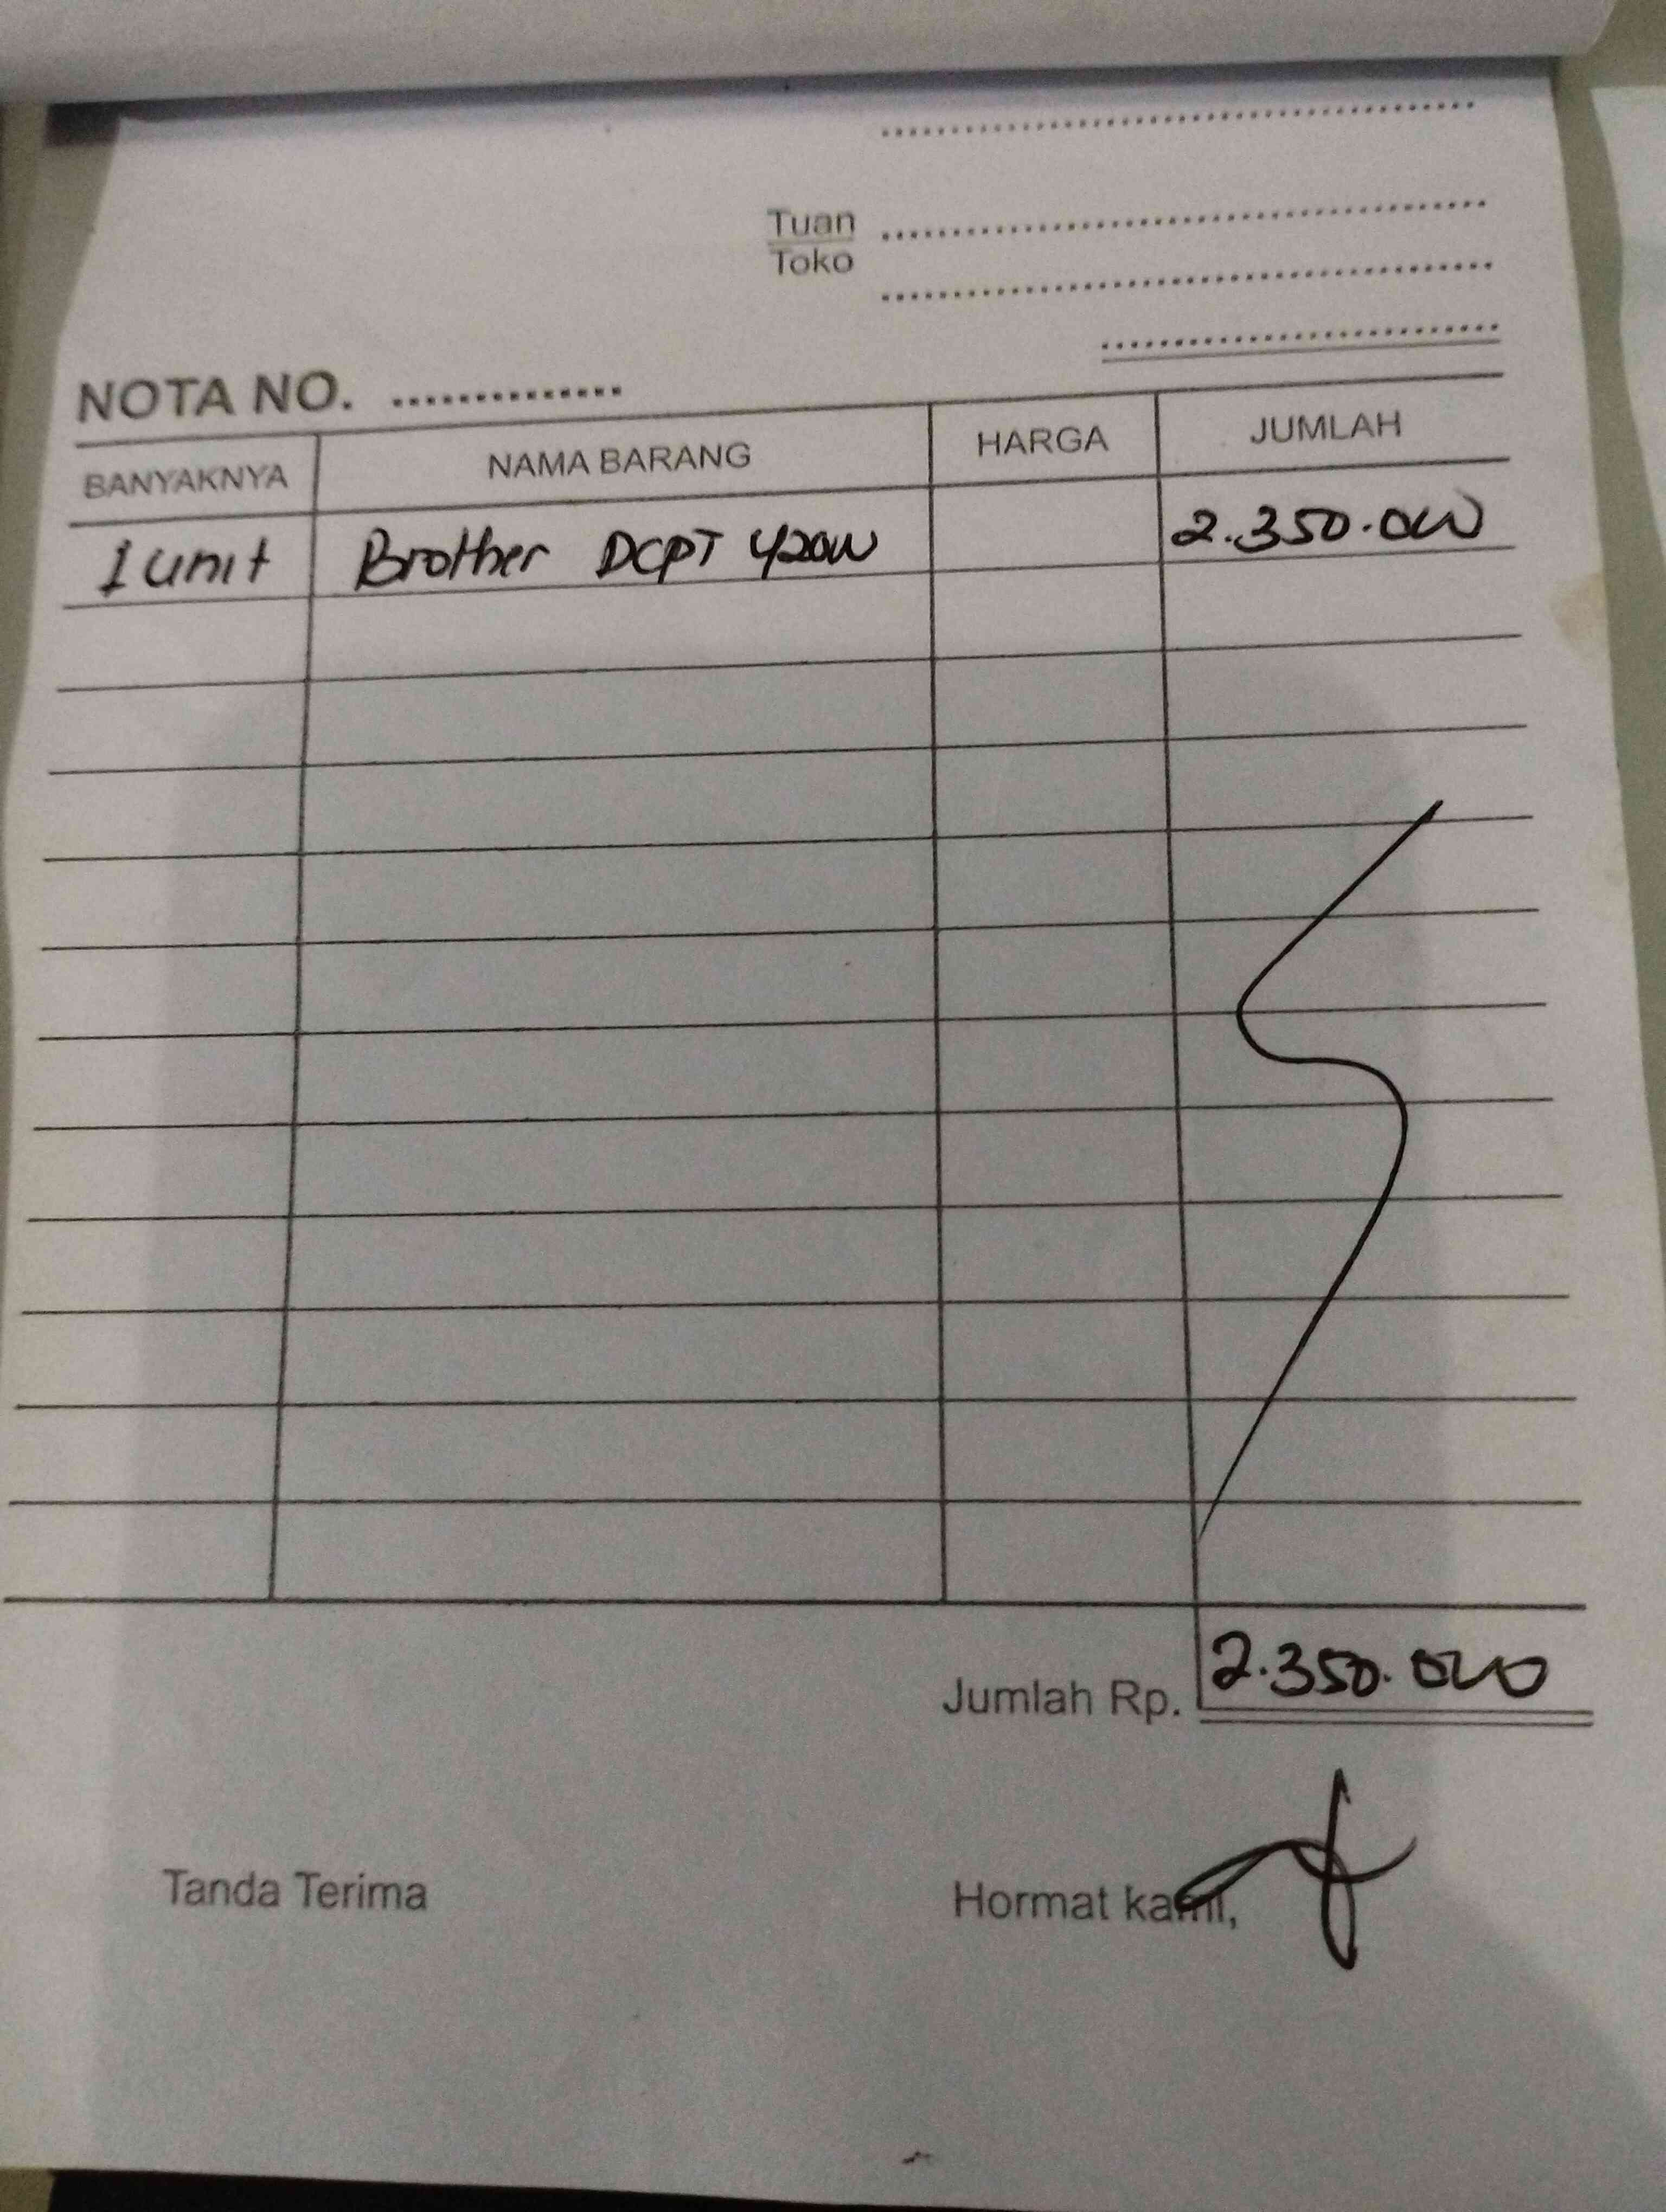 Tuan
Toko
NOTA NO. ..............
BANYAKNYA NAMA BARANG HARGA JUMLAH
1 unit Brother DCPT 420W 2.350.000
Jumlah Rp. 2.350.000
Tanda Terima Hormat kami,